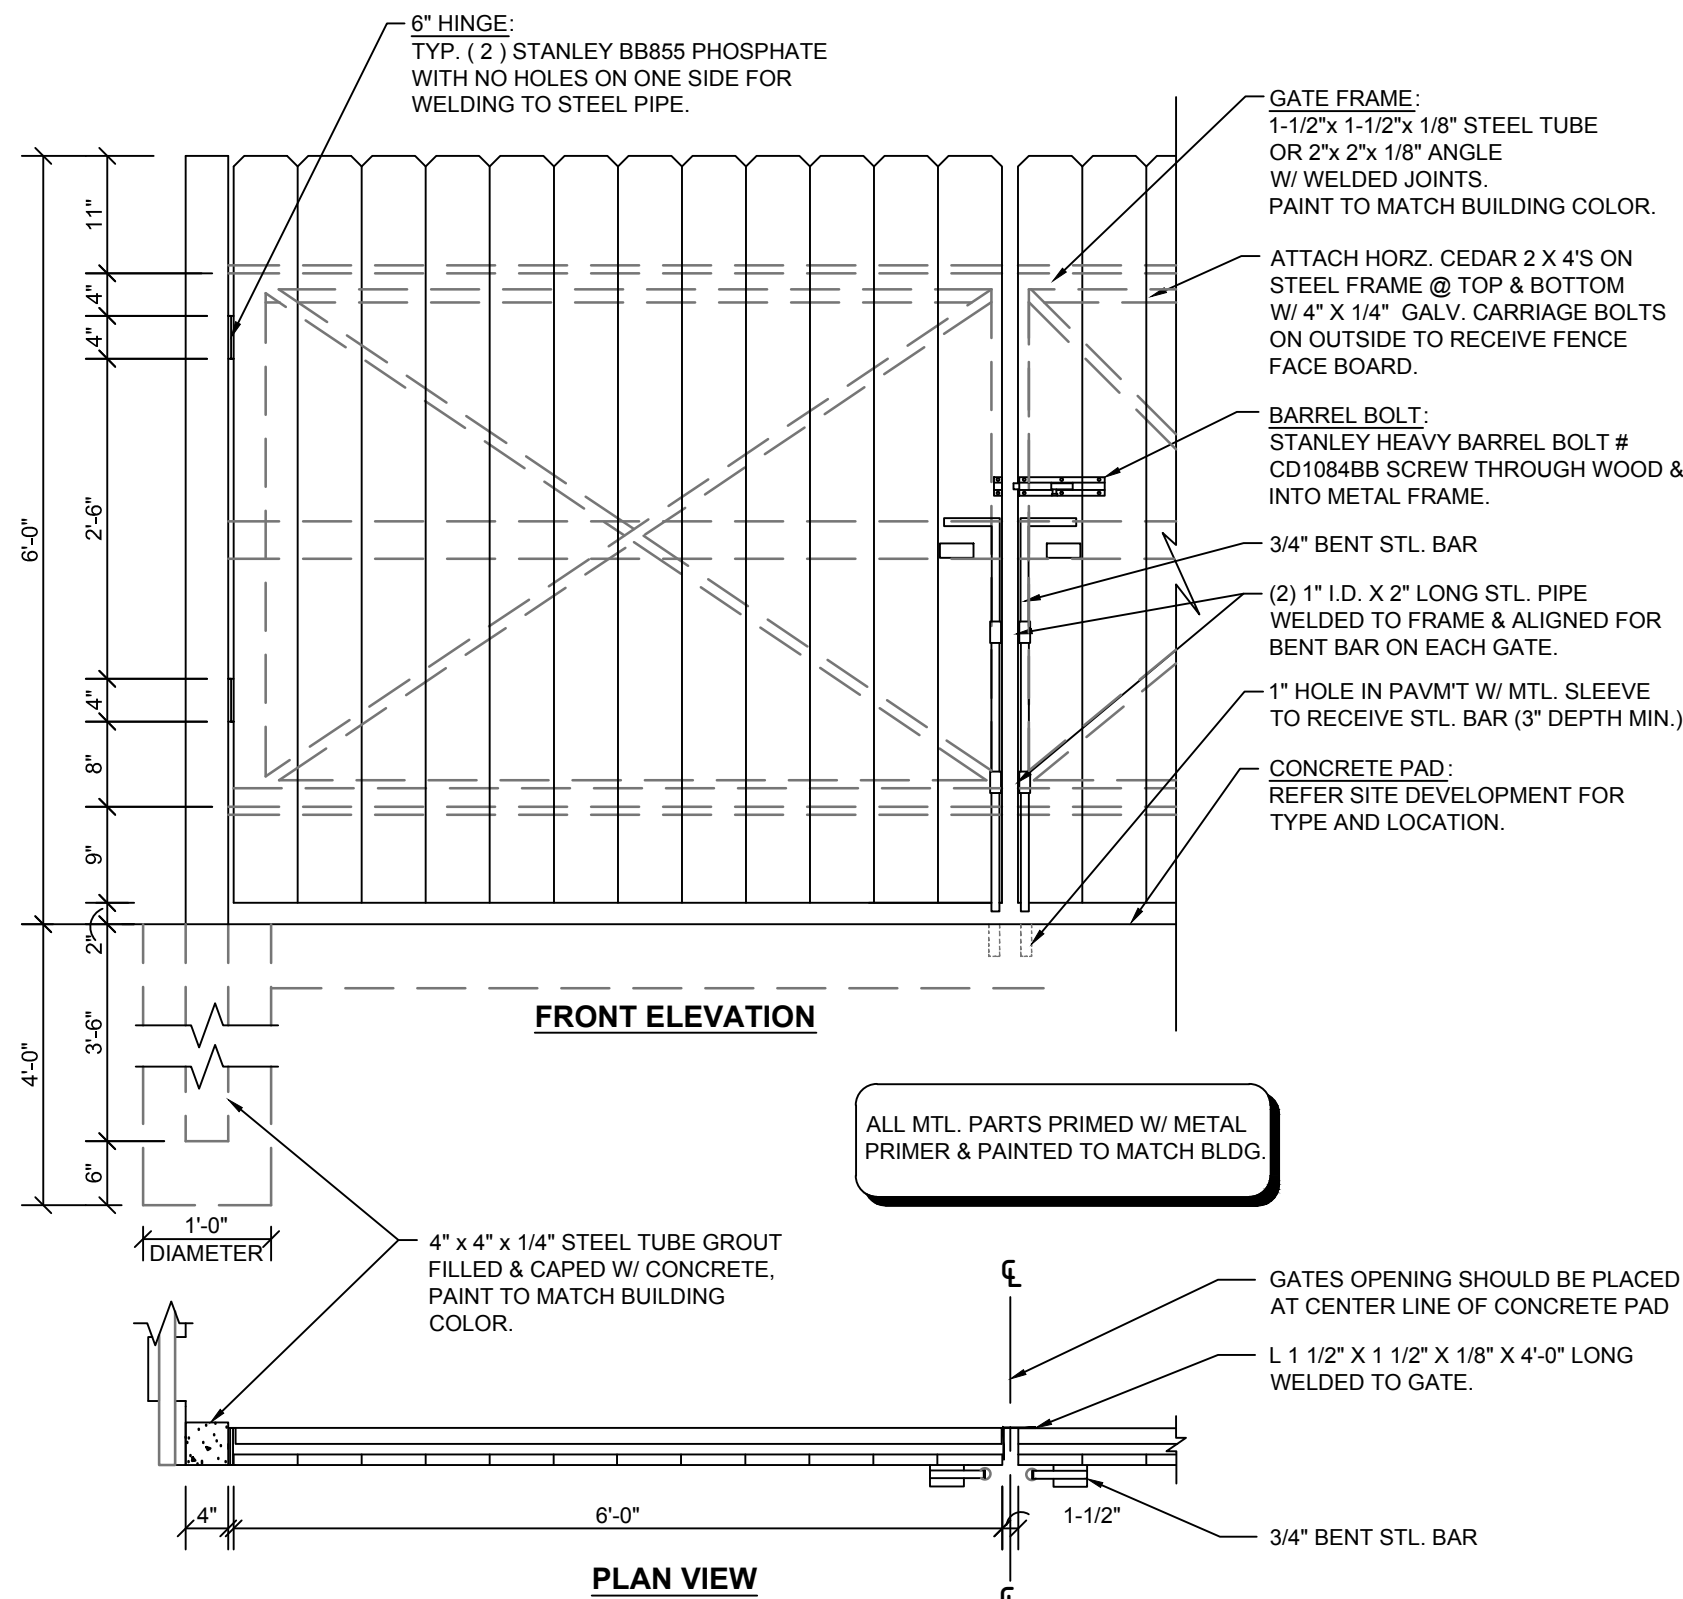 6" HINGE:
TYP. ( 2 ) STANLEY BB855 PHOSPHATE
WITH NO HOLES ON ONE SIDE FOR
WELDING TO STEEL PIPE.
GATE FRAME:
1-1/2"x 1-1/2"x 1/8" STEEL TUBE
OR 2"x 2"x 1/8" ANGLE
W/ WELDED JOINTS.
PAINT TO MATCH BUILDING COLOR.
ATTACH HORZ. CEDAR 2 X 4'S ON
STEEL FRAME @ TOP & BOTTOM
W/ 4" X 1/4" GALV. CARRIAGE BOLTS
ON OUTSIDE TO RECEIVE FENCE
FACE BOARD.
BARREL BOLT:
STANLEY HEAVY BARREL BOLT #
CD1084BB SCREW THROUGH WOOD &
INTO METAL FRAME.
3/4" BENT STL. BAR
(2) 1" I.D. X 2" LONG STL. PIPE
WELDED TO FRAME & ALIGNED FOR
BENT BAR ON EACH GATE.
1" HOLE IN PAVM'T W/ MTL. SLEEVE
TO RECEIVE STL. BAR (3" DEPTH MIN.)
CONCRETE PAD:
REFER SITE DEVELOPMENT FOR
TYPE AND LOCATION.
6'-0"
4'-0"
11"
4"
4"
2'-6"
4"
8"
9"
2"
3'-6"
6"
1'-0"
DIAMETER
FRONT ELEVATION
ALL MTL. PARTS PRIMED W/ METAL
PRIMER & PAINTED TO MATCH BLDG.
4" x 4" x 1/4" STEEL TUBE GROUT
FILLED & CAPED W/ CONCRETE,
PAINT TO MATCH BUILDING
COLOR.
GATES OPENING SHOULD BE PLACED
AT CENTER LINE OF CONCRETE PAD
L 1 1/2" X 1 1/2" X 1/8" X 4'-0" LONG
WELDED TO GATE.
4"
6'-0"
1-1/2"
3/4" BENT STL. BAR
PLAN VIEW